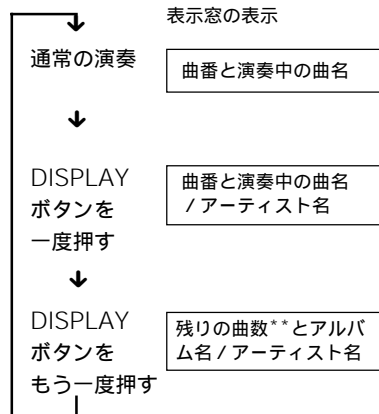 表示窓の表示
通常の演奏
曲番と演奏中の曲名
DISPLAY
ボタンを
一度押す
曲番と演奏中の曲名
/ アーティスト名
DISPLAY
ボタンを
もう一度押す
残りの曲数**とアルバ
ム名 / アーティスト名